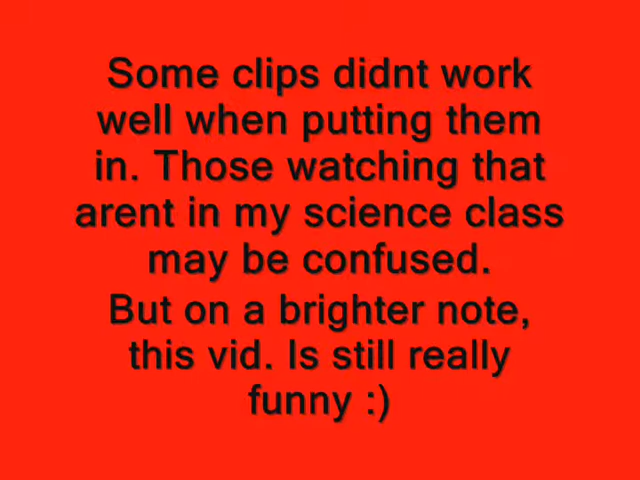 Some clips didnt work
well when putting them
in. Those watching that
arent in my science class
may be confused.
But on a brighter note,
this vid. Is still really
funny :)